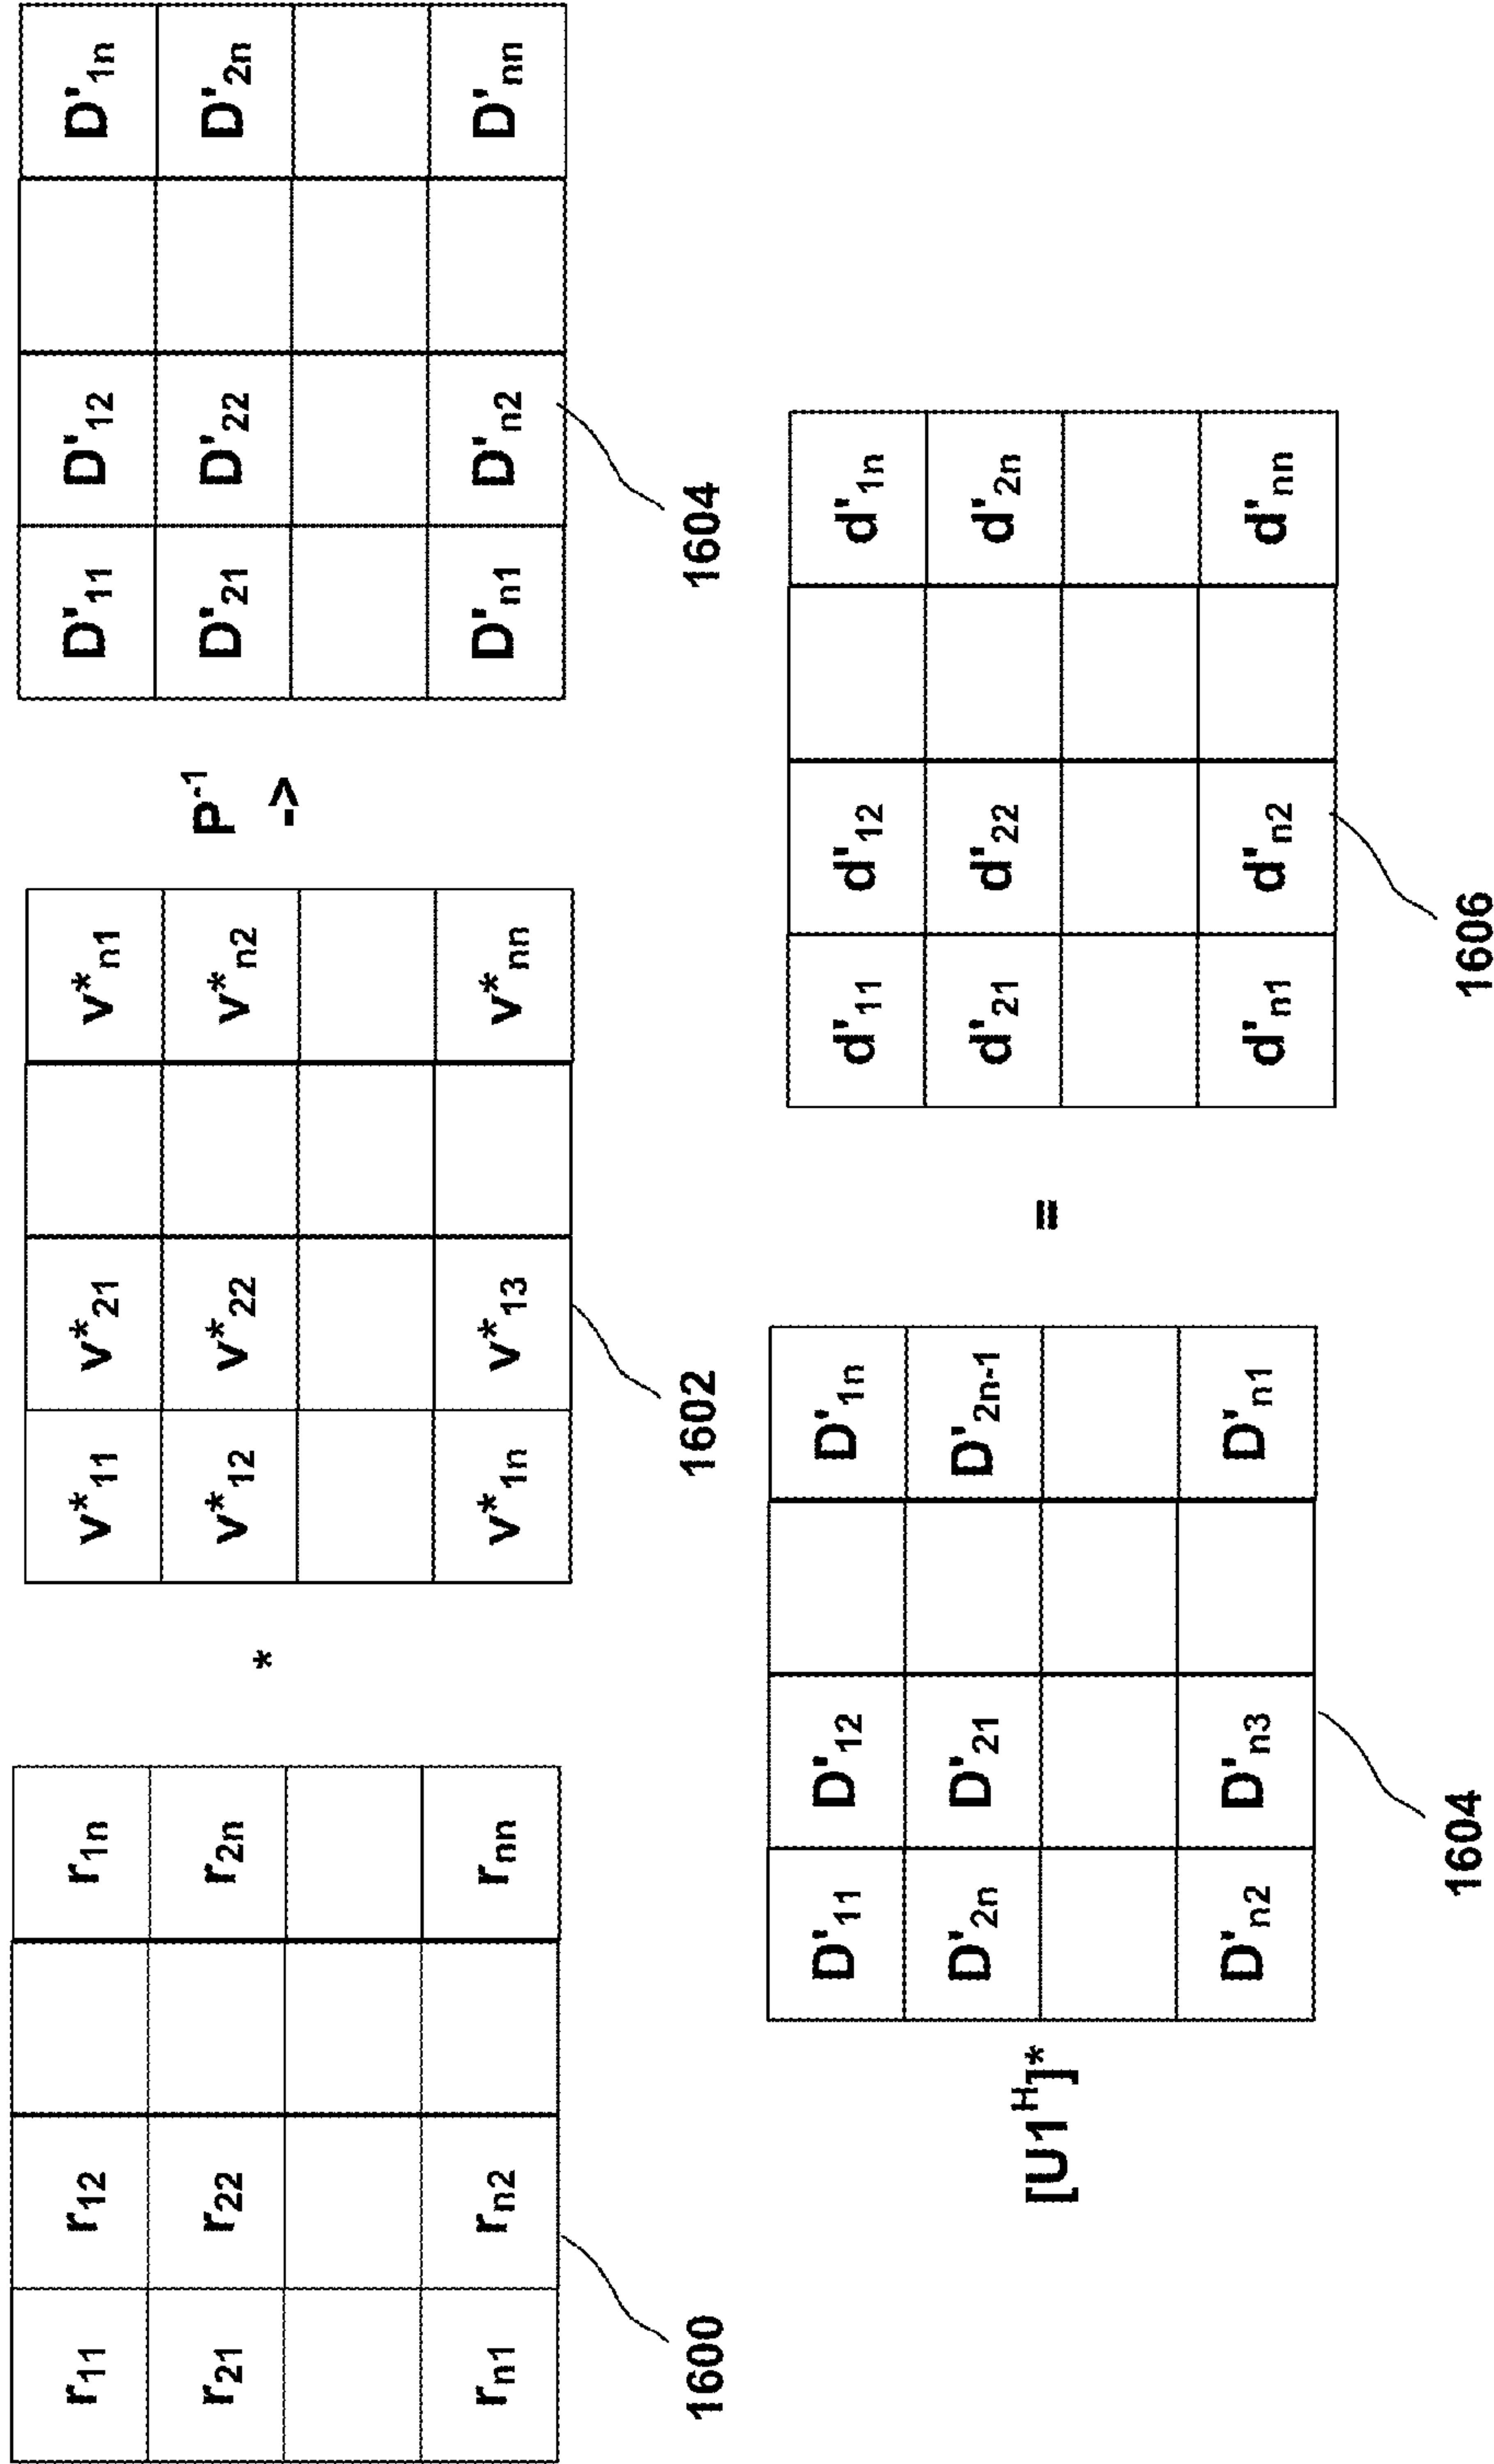 r11 r12 r1n
r21 r22 r2n
rn1 rn2 rnn
1600
*
v*11 v*21 v*n1
v*12 v*22 v*n2
v*1n v*13 v*nn
1602
P-1
->
D'11 D'12 D'1n
D'21 D'22 D'2n
D'n1 D'n2 D'nn
1604
[U1H]*
D'11 D'12 D'1n
D'2n D'21 D'2n-1
D'n2 D'n3 D'n1
1604
=
d'11 d'12 d'1n
d'21 d'22 d'2n
d'n1 d'n2 d'nn
1606